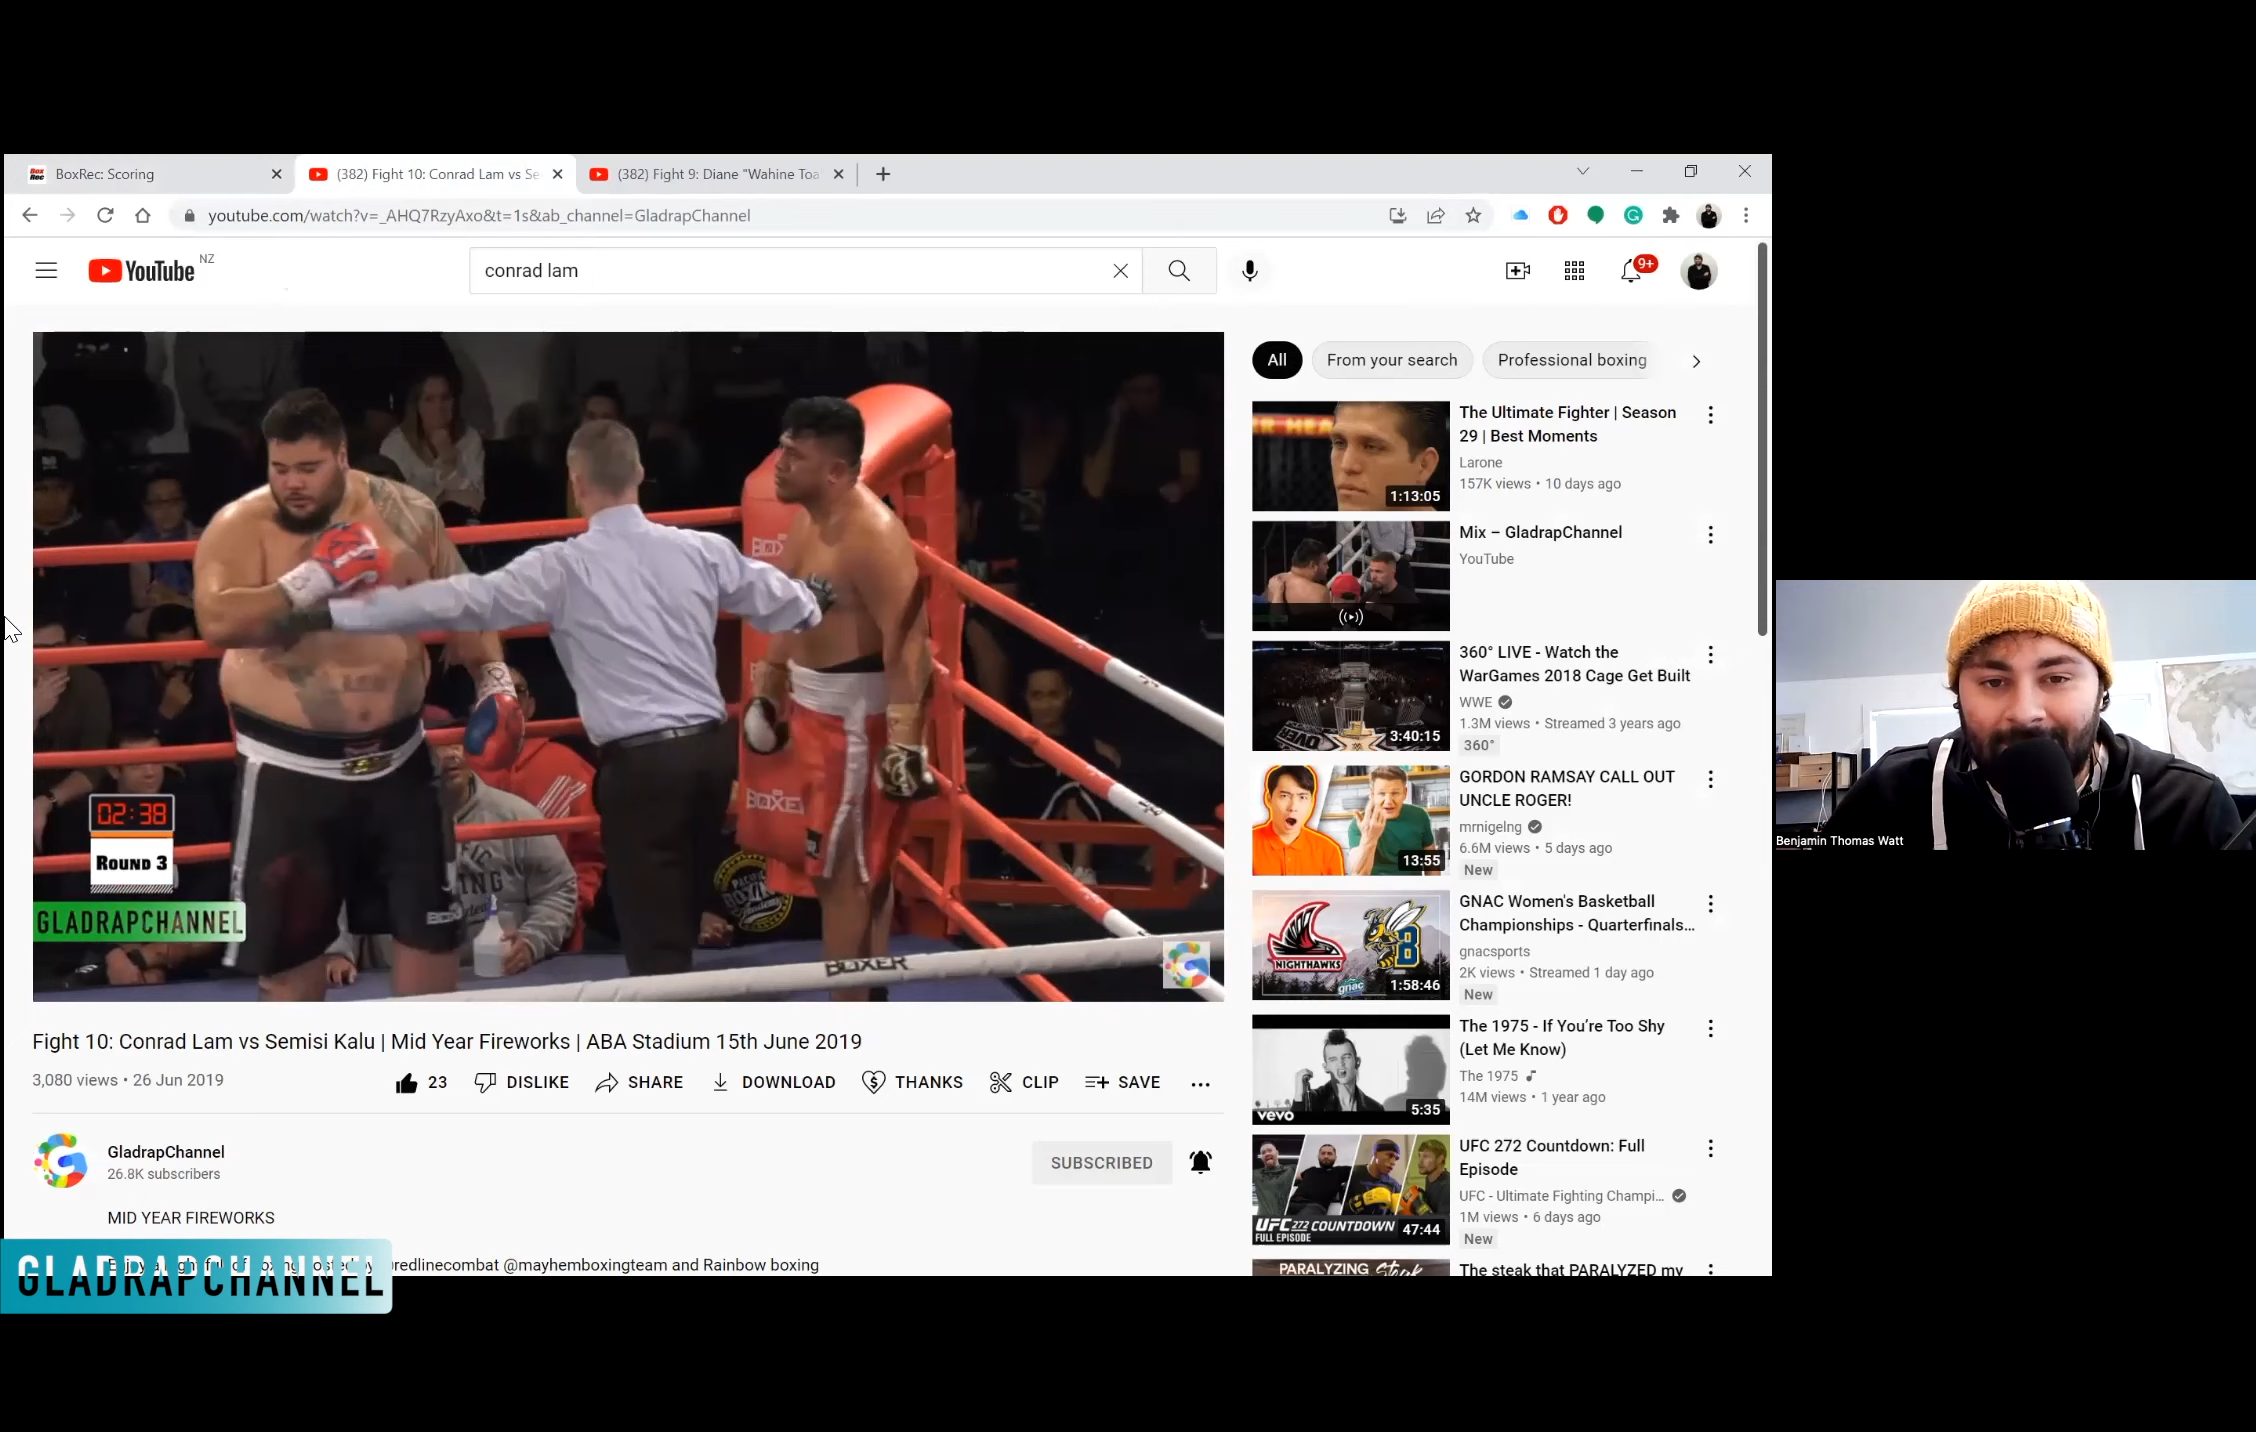 BoxRec: Scoring
(382) Fight 10: Conrad Lam vs Se
(382) Fight 9: Diane "Wahine Toa
youtube.com/watch?v=_AHQ7RzyAxo&t=1s&ab_channel=GladrapChannel
YouTube NZ
conrad lam
9+
All
From your search
Professional boxing
BOXER
02:38
ROUND 3
GLADRAPCHANNEL
Fight 10: Conrad Lam vs Semisi Kalu | Mid Year Fireworks | ABA Stadium 15th June 2019
3,080 views • 26 Jun 2019
23
DISLIKE
SHARE
DOWNLOAD
THANKS
CLIP
SAVE
GladrapChannel
26.8K subscribers
SUBSCRIBED
MID YEAR FIREWORKS
redlinecombat @mayhemboxingteam and Rainbow boxing
GLADRAPCHANNEL
The Ultimate Fighter | Season
29 | Best Moments
Larone
157K views • 10 days ago
1:13:05
Mix – GladrapChannel
YouTube
360° LIVE - Watch the
WarGames 2018 Cage Get Built
WWE
1.3M views • Streamed 3 years ago
360°
3:40:15
GORDON RAMSAY CALL OUT
UNCLE ROGER!
mrnigelng
6.6M views • 5 days ago
New
13:55
GNAC Women's Basketball
Championships - Quarterfinals...
gnacsports
2K views • Streamed 1 day ago
New
NIGHTHAWKS
B
gnac
1:58:46
The 1975 - If You're Too Shy
(Let Me Know)
The 1975
14M views • 1 year ago
vevo
5:35
UFC 272 Countdown: Full
Episode
UFC - Ultimate Fighting Champi...
1M views • 6 days ago
New
UFC 272 COUNTDOWN
FULL EPISODE
47:44
PARALYZING Steak
The steak that PARALYZED my
Benjamin Thomas Watt